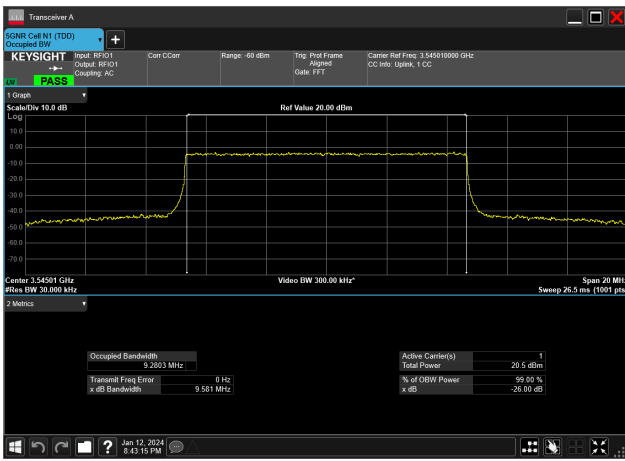 Transceiver A
5GNR Cell N1 (TDD)
Occupied BW
KEYSIGHT
PASS
Input: RFIO1
Output: RFIO1
Coupling: AC
Corr CCorr
Range: -60 dBm
Trig: Prot Frame
Aligned
Gate: FFT
Carrier Ref Freq: 3.545010000 GHz
CC Info: Uplink, 1 CC
1 Graph
Scale/Div 10.0 dB
Ref Value 20.00 dBm
Log
10.0
0.00
-10.0
-20.0
-30.0
-40.0
-50.0
-60.0
-70.0
Center 3.54501 GHz
Video BW 300.00 kHz*
Span 20 MHz
#Res BW 30.000 kHz
Sweep 26.5 ms (1001 pts
2 Metrics
Occupied Bandwidth
9.2803 MHz
Transmit Freq Error 0 Hz
x dB Bandwidth 9.581 MHz
Active Carrier(s) 1
Total Power 20.5 dBm
% of OBW Power 99.00 %
x dB -26.00 dB
Jan 12, 2024
8:43:15 PM